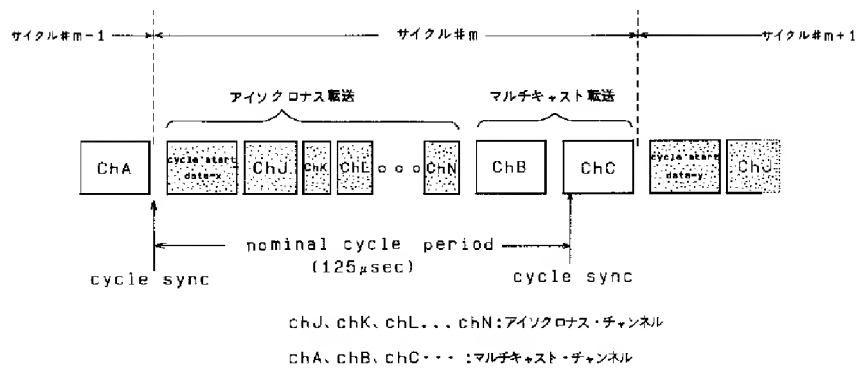 サイクル#m-1 サイクル#m サイクル#m+1
アイソクロナス転送 マルチキャスト転送
ChA cycle start data=x ChJ ChK ChL ChN ChB ChC cycle start data=y ChJ
nominal cycle period
(125μsec)
cycle sync cycle sync
chJ、chK、chL...chN:アイソクロナス・チャンネル
chA、chB、chC・・・:マルチキャスト・チャンネル